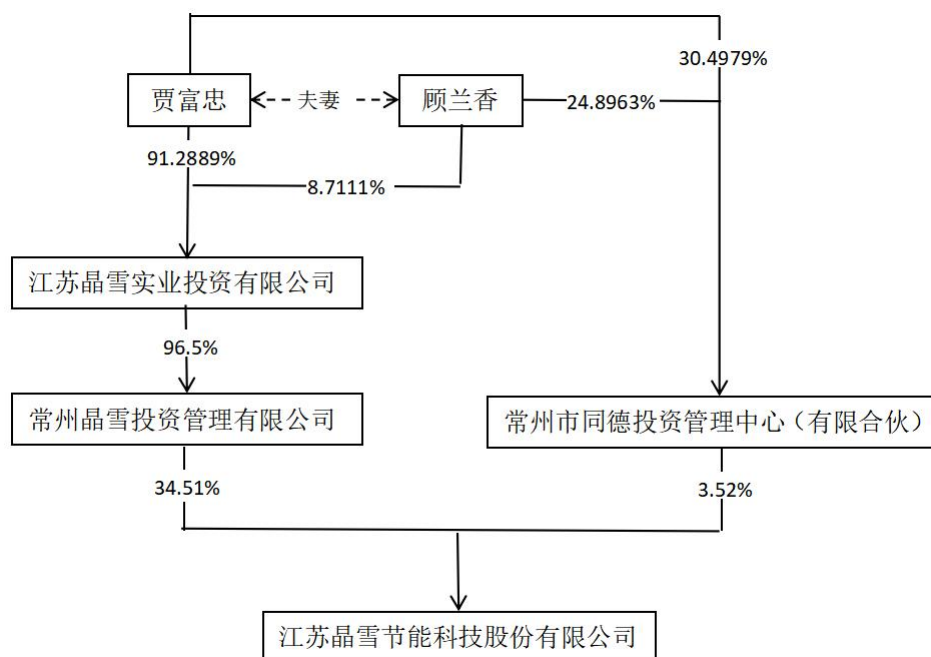 30.4979%
贾富忠
夫妻
顾兰香
24.8963%
91.2889%
8.7111%
江苏晶雪实业投资有限公司
96.5%
常州晶雪投资管理有限公司
常州市同德投资管理中心（有限合伙）
34.51%
3.52%
江苏晶雪节能科技股份有限公司